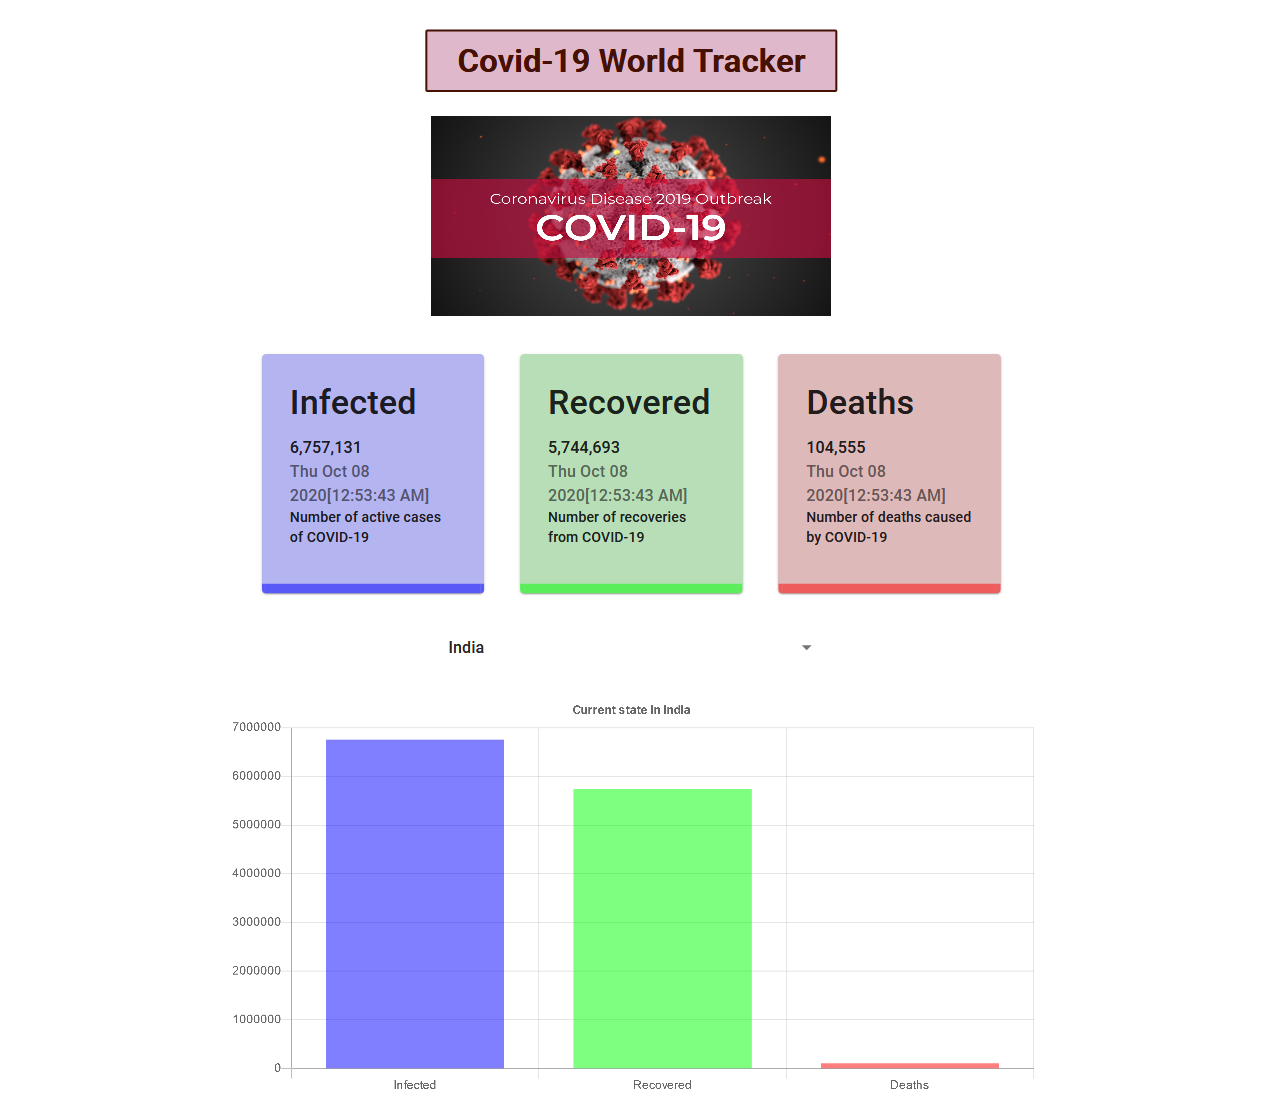 Covid-19 World Tracker
Coronavirus Disease 2019 Outbreak
COVID-19
Infected
6,757,131
Thu Oct 08
2020[12:53:43 AM]
Number of active cases
of COVID-19
Recovered
5,744,693
Thu Oct 08
2020[12:53:43 AM]
Number of recoveries
from COVID-19
Deaths
104,555
Thu Oct 08
2020[12:53:43 AM]
Number of deaths caused
by COVID-19
India
Current state in India
7000000
6000000
5000000
4000000
3000000
2000000
1000000
0
Infected
Recovered
Deaths